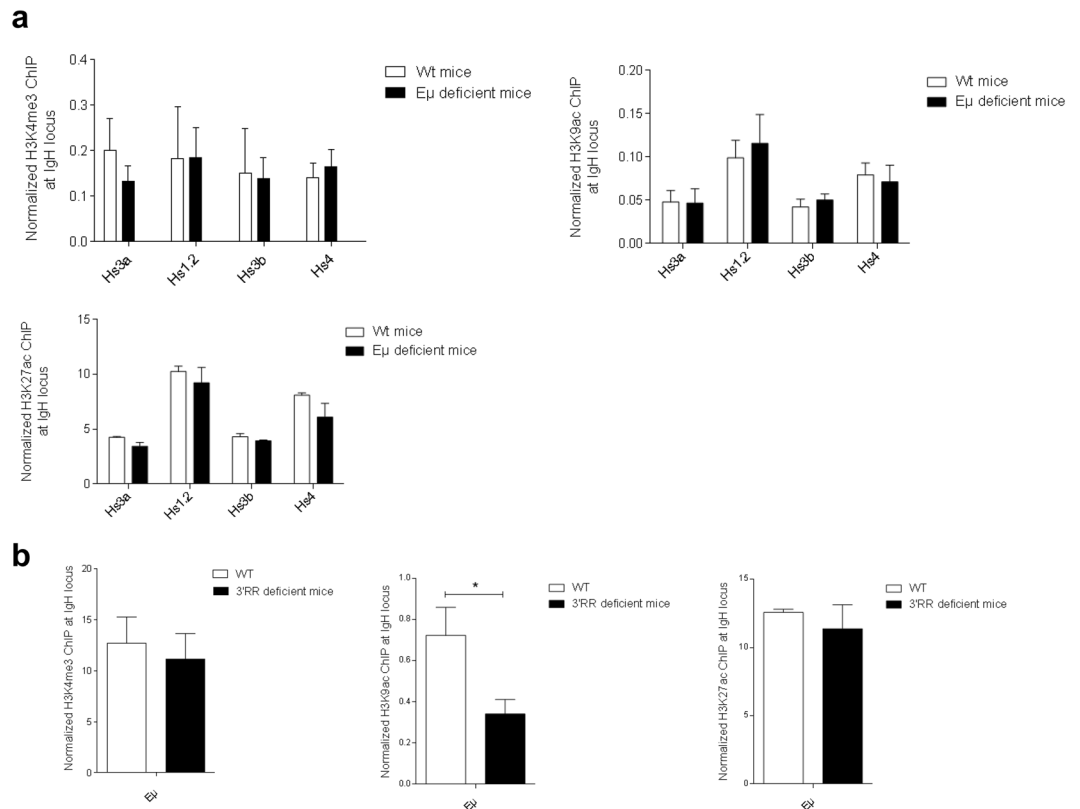 a
Normalized H3K4me3 ChIP
at IgH locus
0.4
0.3
0.2
0.1
0.0
Hs3a
Hs1.2
Hs3b
Hs4
Wt mice
Eµ deficient mice
Normalized H3K9ac ChIP
at IgH locus
0.20
0.15
0.10
0.05
0.00
Hs3a
Hs1.2
Hs3b
Hs4
Wt mice
Eµ deficient mice
Normalized H3K27ac ChIP
at IgH locus
15
10
5
0
Hs3a
Hs1.2
Hs3b
Hs4
Wt mice
Eµ deficient mice
b
Normalized H3K4me3 ChIP at IgH locus
20
15
10
5
0
Eµ
WT
3'RR deficient mice
Normalized H3K9ac ChIP at IgH locus
1.0
0.8
0.6
0.4
0.2
0.0
*
Eµ
WT
3'RR deficient mice
Normalized H3K27ac ChIP at IgH locus
15
10
5
0
Eµ
WT
3'RR deficient mice